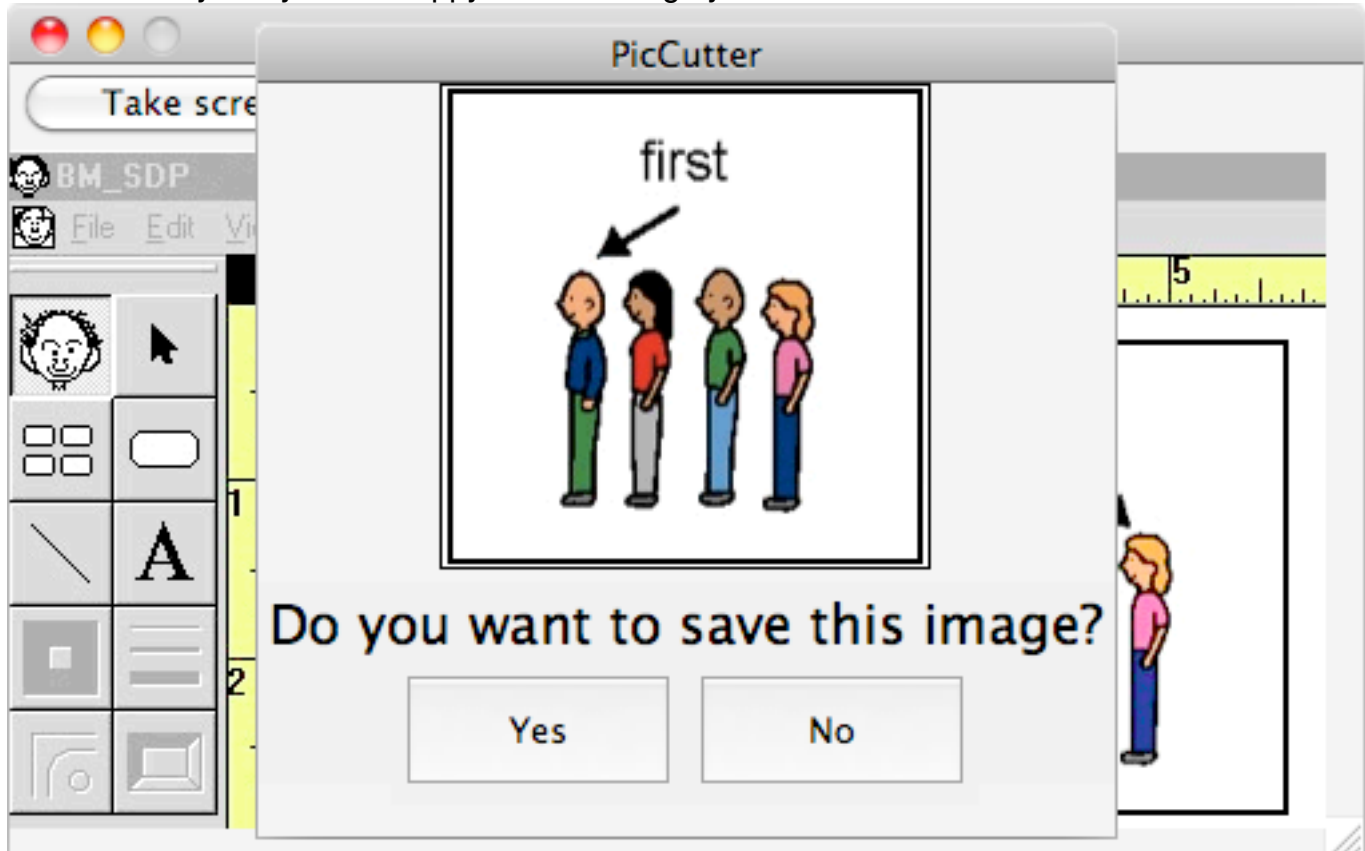 PicCutter
Take scre
first
BM_SDP
File Edit Vi
5
1
Do you want to save this image?
2
Yes No
A